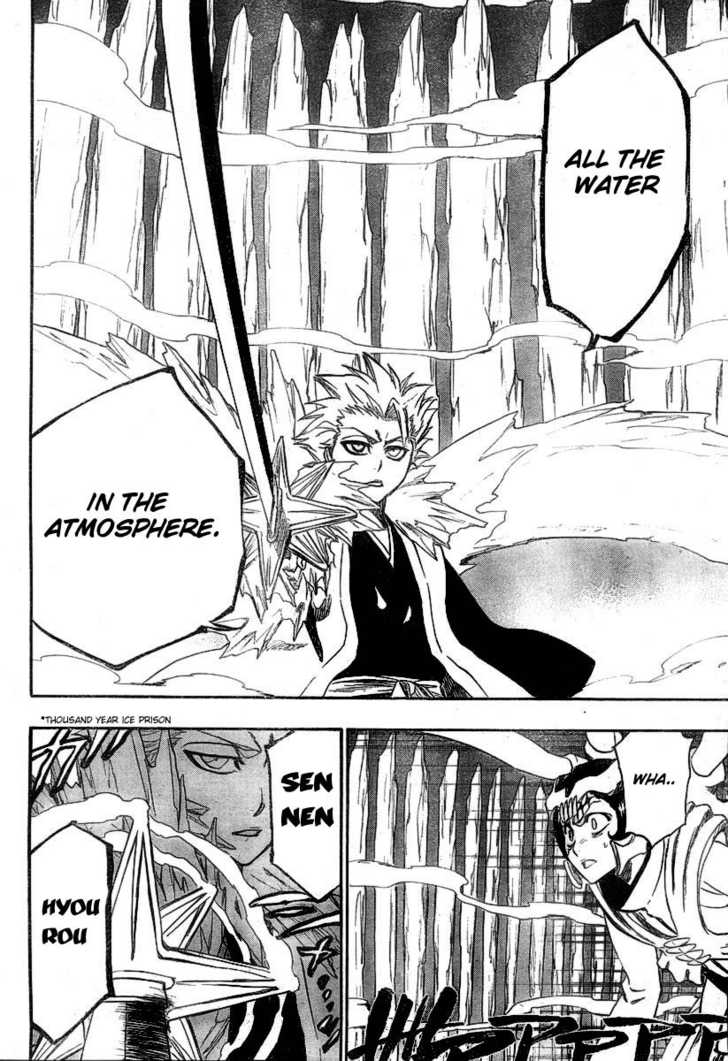 ALL THE
WATER
IN THE
ATMOSPHERE.
*THOUSAND YEAR ICE PRISON
SEN
NEN
HYOU
ROU
WHA..